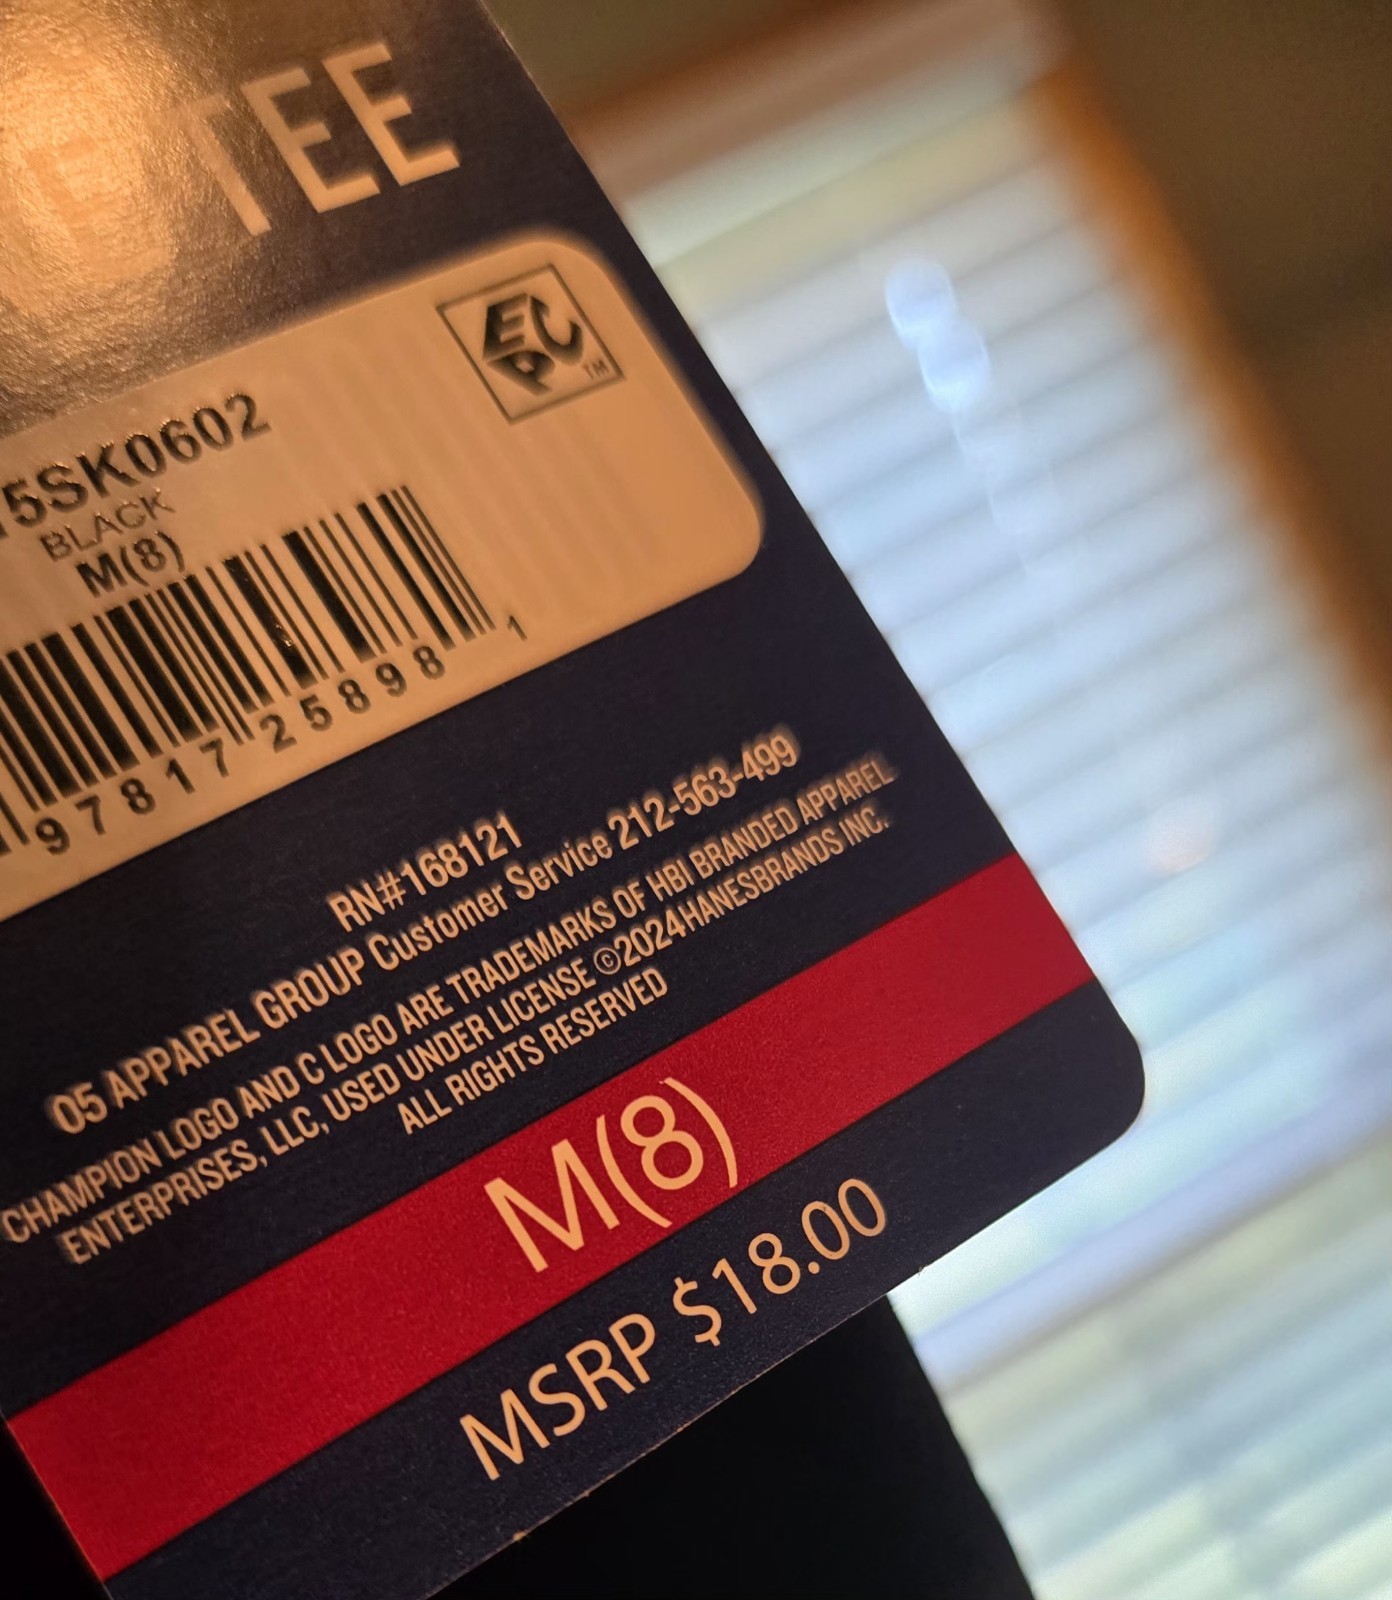 TEE
EPC™
5SK0602
BLACK
M(8)
97817 25898 1
RN#168121
05 APPAREL GROUP Customer Service 212-563-499
CHAMPION LOGO AND C LOGO ARE TRADEMARKS OF HBI BRANDED APPAREL
ENTERPRISES, LLC, USED UNDER LICENSE ©2024HANESBRANDS INC.
ALL RIGHTS RESERVED
M(8)
MSRP $18.00